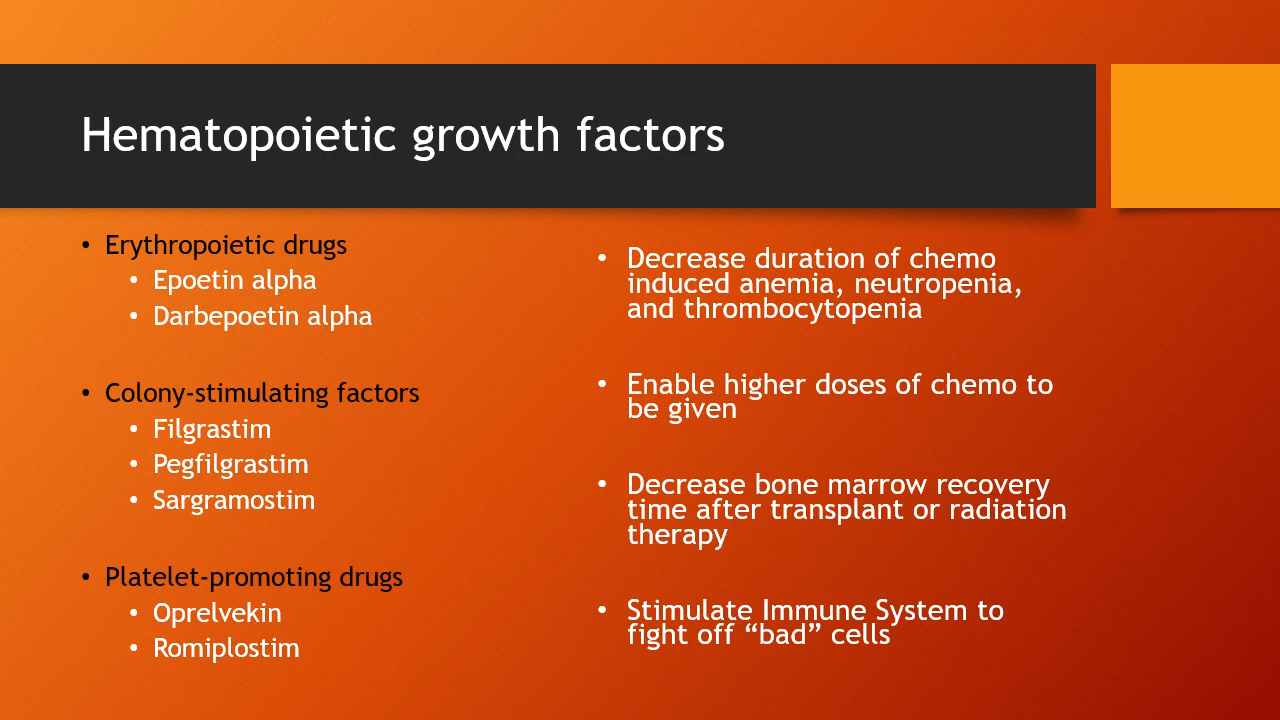 Hematopoietic growth factors
• Erythropoietic drugs
• Epoetin alpha
• Darbepoetin alpha
• Colony-stimulating factors
• Filgrastim
• Pegfilgrastim
• Sargramostim
• Platelet-promoting drugs
• Oprelvekin
• Romiplostim
• Decrease duration of chemo
induced anemia, neutropenia,
and thrombocytopenia
• Enable higher doses of chemo to
be given
• Decrease bone marrow recovery
time after transplant or radiation
therapy
• Stimulate Immune System to
fight off “bad” cells